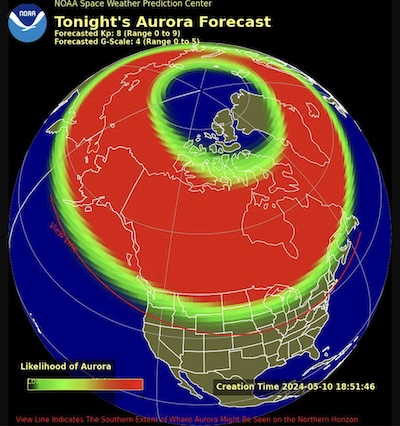 NOAA Space Weather Prediction Center
NOAA
Tonight's Aurora Forecast
Forecasted Kp: 8 (Range 0 to 9)
Forecasted G-Scale: 4 (Range 0 to 5)
View Line
Likelihood of Aurora
Creation Time 2024-05-10 18:51:46
View Line Indicates The Southern Extent of Where Aurora Might Be Seen on the Northern Horizon